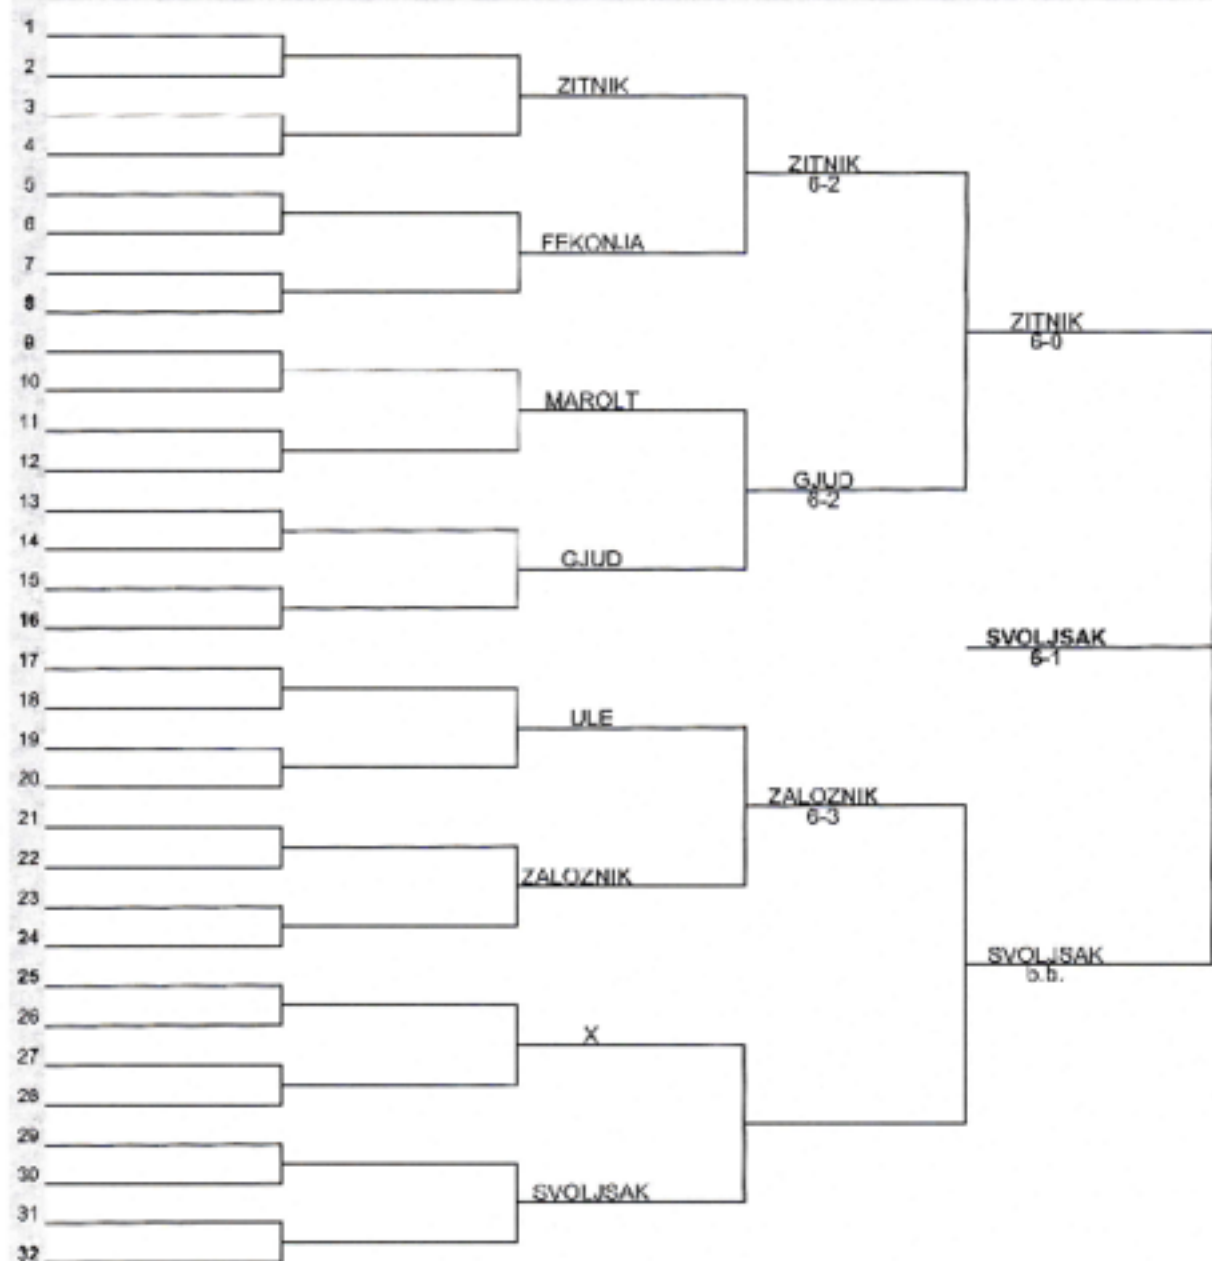 1
2
ZITNIK
3
4
ZITNIK
5
6-2
6
FEKONJA
7
8
ZITNIK
9
6-0
10
MAROLT
11
12
GJUD
13
6-2
14
GJUD
15
16
SVOLJSAK
6-1
17
18
ULE
19
20
ZALOZNIK
21
6-3
22
ZALOZNIK
23
24
SVOLJSAK
25
b.b.
26
X
27
28
29
30
SVOLJSAK
31
32